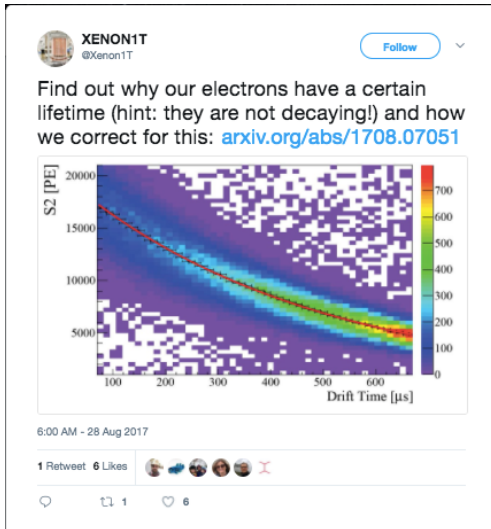 XENON1T
@Xenon1T
Follow
Find out why our electrons have a certain
lifetime (hint: they are not decaying!) and how
we correct for this: arxiv.org/abs/1708.07051
S2 [PE]
20000
15000
10000
5000
100 200 300 400 500 600
Drift Time [μs]
700
600
500
400
300
200
100
0
6:00 AM - 28 Aug 2017
1 Retweet 6 Likes
1 6